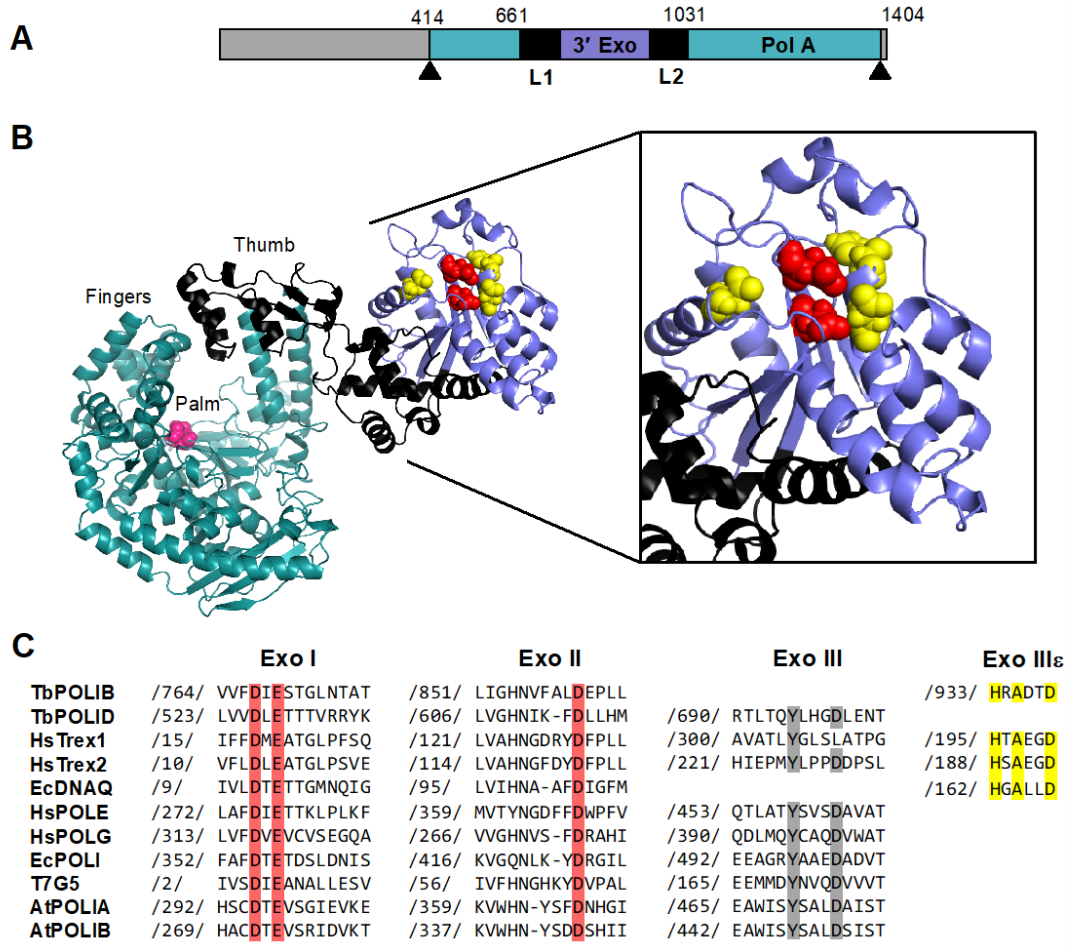 A
414 661 1031 1404
3′ Exo Pol A
L1 L2
B
Thumb
Fingers
Palm
C
Exo I Exo II Exo III Exo IIIε
TbPOLIB /764/ VVFDIESTGLNTAT /851/ LIGHNVFALDEPLL /933/ HRADTD
TbPOLID /523/ LVVDLETTTVRRYK /606/ LVGHNIK-FDLLHM /690/ RTLTQYLHGDLENT
HsTrex1 /15/ IFFDMEATGLPFSQ /121/ LVAHNGDRYDFPLL /300/ AVATLYGLSLATPG /195/ HTAEGD
HsTrex2 /10/ VFLDLEATGLPSVE /114/ LVAHNGFDYDFPLL /221/ HIEPMYLPPDDPSL /188/ HSAEGD
EcDNAQ /9/ IVLDTETTGMNQIG /95/ LVIHNA-AFDIGFM /162/ HGALLD
HsPOLE /272/ LAFDIETTKLPLKF /359/ MVTYNGDFFDWPFV /453/ QTLATYSVSDAVAT
HsPOLG /313/ LVFDVEVCVSEGQA /266/ VVGHNVS-FDRAHI /390/ QDLMQYCAQDVWAT
EcPOLI /352/ FAFDTETDSLDNIS /416/ KVGQNLK-YDRGIL /492/ EEAGRYAAEDADVT
T7G5 /2/ IVSDIEANALLESV /56/ IVFHNGHKYDVPAL /165/ EEMMDYNVQDVVVT
AtPOLIA /292/ HSCDTEVSGIEVKE /359/ KVWHN-YSFDNHGI /465/ EAWISYSALDAIST
AtPOLIB /269/ HACDTEVSRIDVKT /337/ KVWHN-YSDDSHII /442/ EAWISYSALDSIST